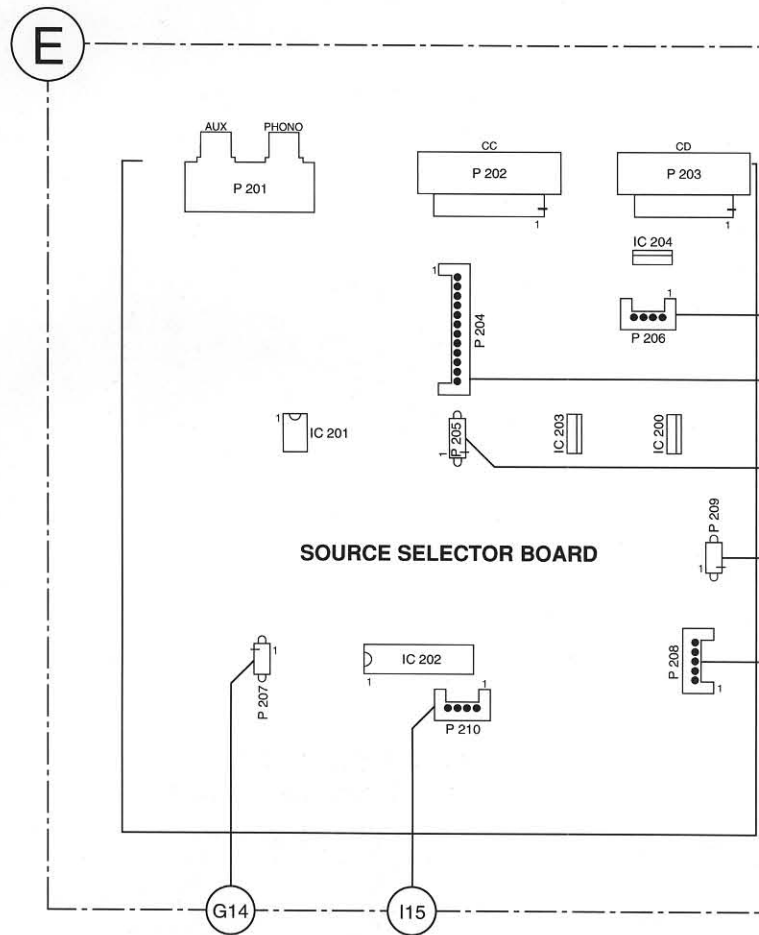 E
AUX PHONO
P 201
CC
P 202
1
CD
P 203
1
IC 204
1
P 204
1
P 206
1
IC 201
P 205
1
IC 203
IC 200
P 209
1
SOURCE SELECTOR BOARD
1
P 207
IC 202
1
1
P 210
P 208
1
G14
I15